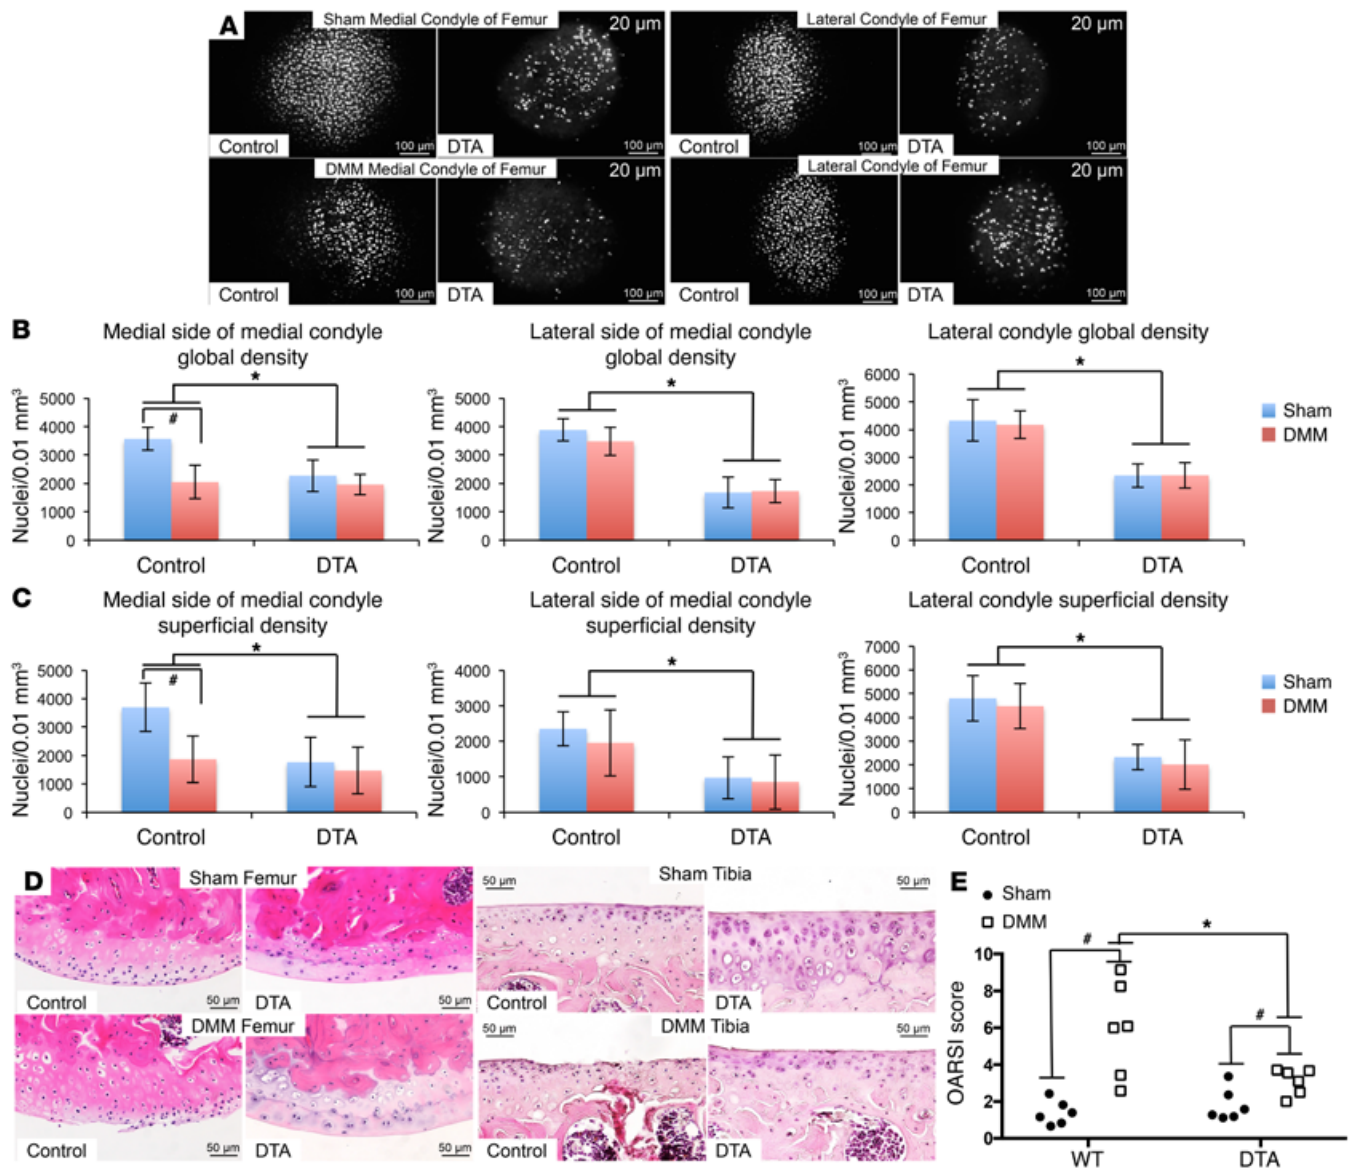 A
Sham Medial Condyle of Femur
20 µm
Lateral Condyle of Femur
20 µm
Control
100 µm
DTA
100 µm
Control
100 µm
DTA
100 µm
DMM Medial Condyle of Femur
20 µm
Lateral Condyle of Femur
20 µm
Control
100 µm
DTA
100 µm
Control
100 µm
DTA
100 µm
B
Medial side of medial condyle
global density
Nuclei/0.01 mm³
5000
4000
3000
2000
1000
0
*
#
Control
DTA
Lateral side of medial condyle
global density
Nuclei/0.01 mm³
5000
4000
3000
2000
1000
0
*
Control
DTA
Lateral condyle global density
Nuclei/0.01 mm³
6000
5000
4000
3000
2000
1000
0
*
Control
DTA
Sham
DMM
C
Medial side of medial condyle
superficial density
Nuclei/0.01 mm³
5000
4000
3000
2000
1000
0
*
#
Control
DTA
Lateral side of medial condyle
superficial density
Nuclei/0.01 mm³
4000
3000
2000
1000
0
*
Control
DTA
Lateral condyle superficial density
Nuclei/0.01 mm³
7000
6000
5000
4000
3000
2000
1000
0
*
Control
DTA
Sham
DMM
D
Sham Femur
Control
50 µm
DTA
50 µm
Sham Tibia
50 µm
50 µm
Control
DTA
DMM Femur
Control
50 µm
DTA
50 µm
DMM Tibia
50 µm
50 µm
Control
DTA
E
Sham
DMM
OARSI score
10
8
6
4
2
0
#
*
#
WT
DTA